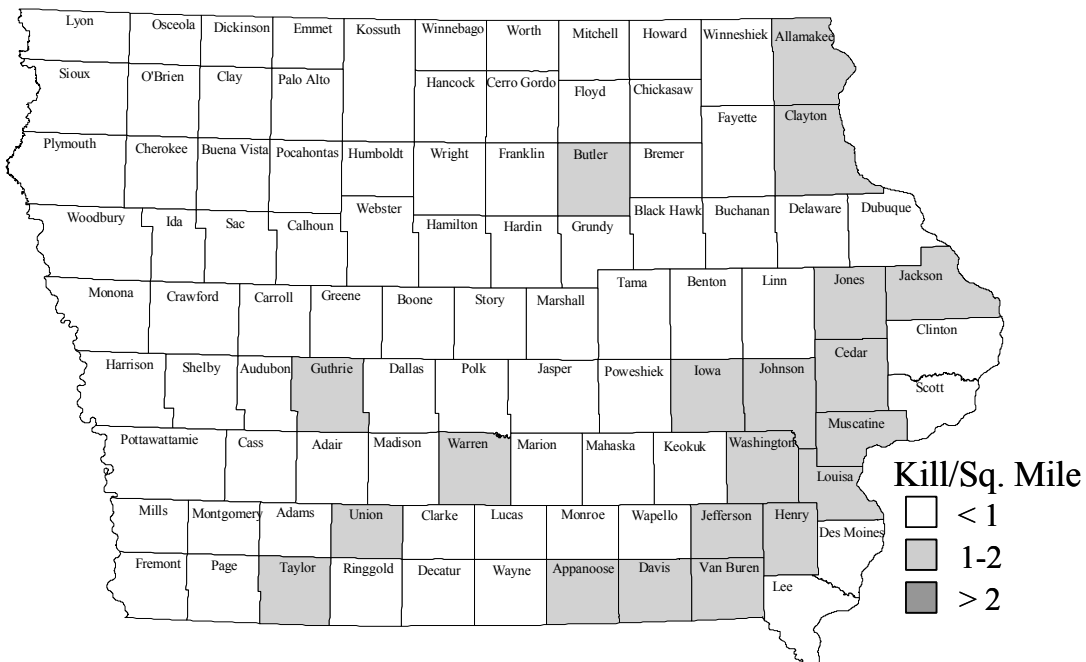 Lyon Osceola Dickinson Emmet Kossuth Winnebago Worth Mitchell Howard Winneshiek Allamakee
Sioux O'Brien Clay Palo Alto Hancock Cerro Gordo Floyd Chickasaw
Fayette Clayton
Plymouth Cherokee Buena Vista Pocahontas Humboldt Wright Franklin Butler Bremer
Woodbury Ida Sac Calhoun Webster Hamilton Hardin Grundy Black Hawk Buchanan Delaware Dubuque
Monona Crawford Carroll Greene Boone Story Marshall Tama Benton Linn Jones Jackson
Clinton
Harrison Shelby Audubon Guthrie Dallas Polk Jasper Poweshiek Iowa Johnson Cedar
Scott
Pottawattamie Cass Adair Madison Warren Marion Mahaska Keokuk Washington Muscatine
Louisa
Mills Montgomery Adams Union Clarke Lucas Monroe Wapello Jefferson Henry Des Moines
Fremont Page Taylor Ringgold Decatur Wayne Appanoose Davis Van Buren Lee
Kill/Sq. Mile
< 1
1-2
> 2